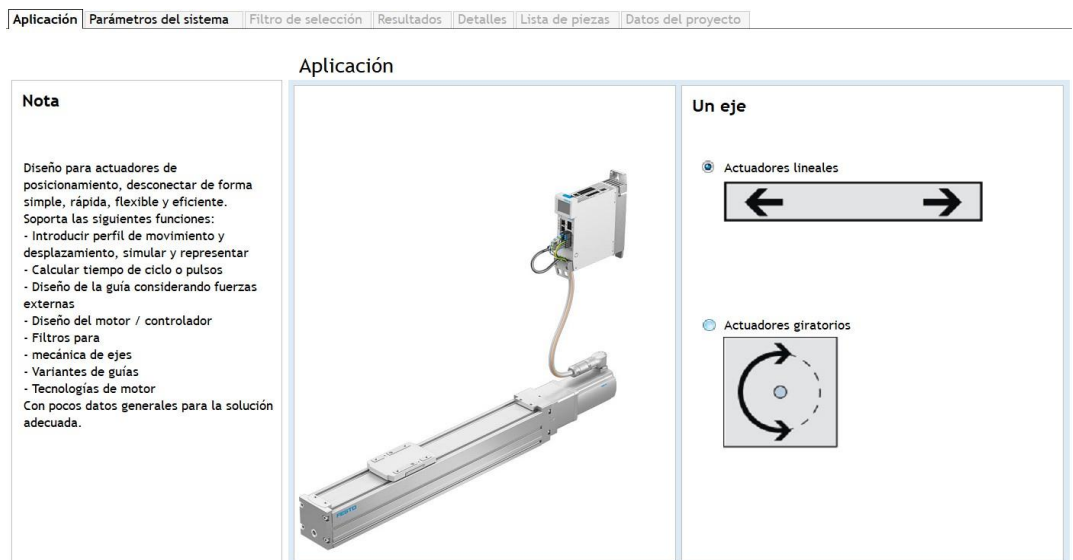 Aplicación Parámetros del sistema Filtro de selección Resultados Detalles Lista de piezas Datos del proyecto
Aplicación
Nota
Diseño para actuadores de
posicionamiento, desconectar de forma
simple, rápida, flexible y eficiente.
Soporta las siguientes funciones:
- Introducir perfil de movimiento y
desplazamiento, simular y representar
- Calcular tiempo de ciclo o pulsos
- Diseño de la guía considerando fuerzas
externas
- Diseño del motor / controlador
- Filtros para
- mecánica de ejes
- Variantes de guías
- Tecnologías de motor
Con pocos datos generales para la solución
adecuada.
FESTO
Un eje
Actuadores lineales
Actuadores giratorios